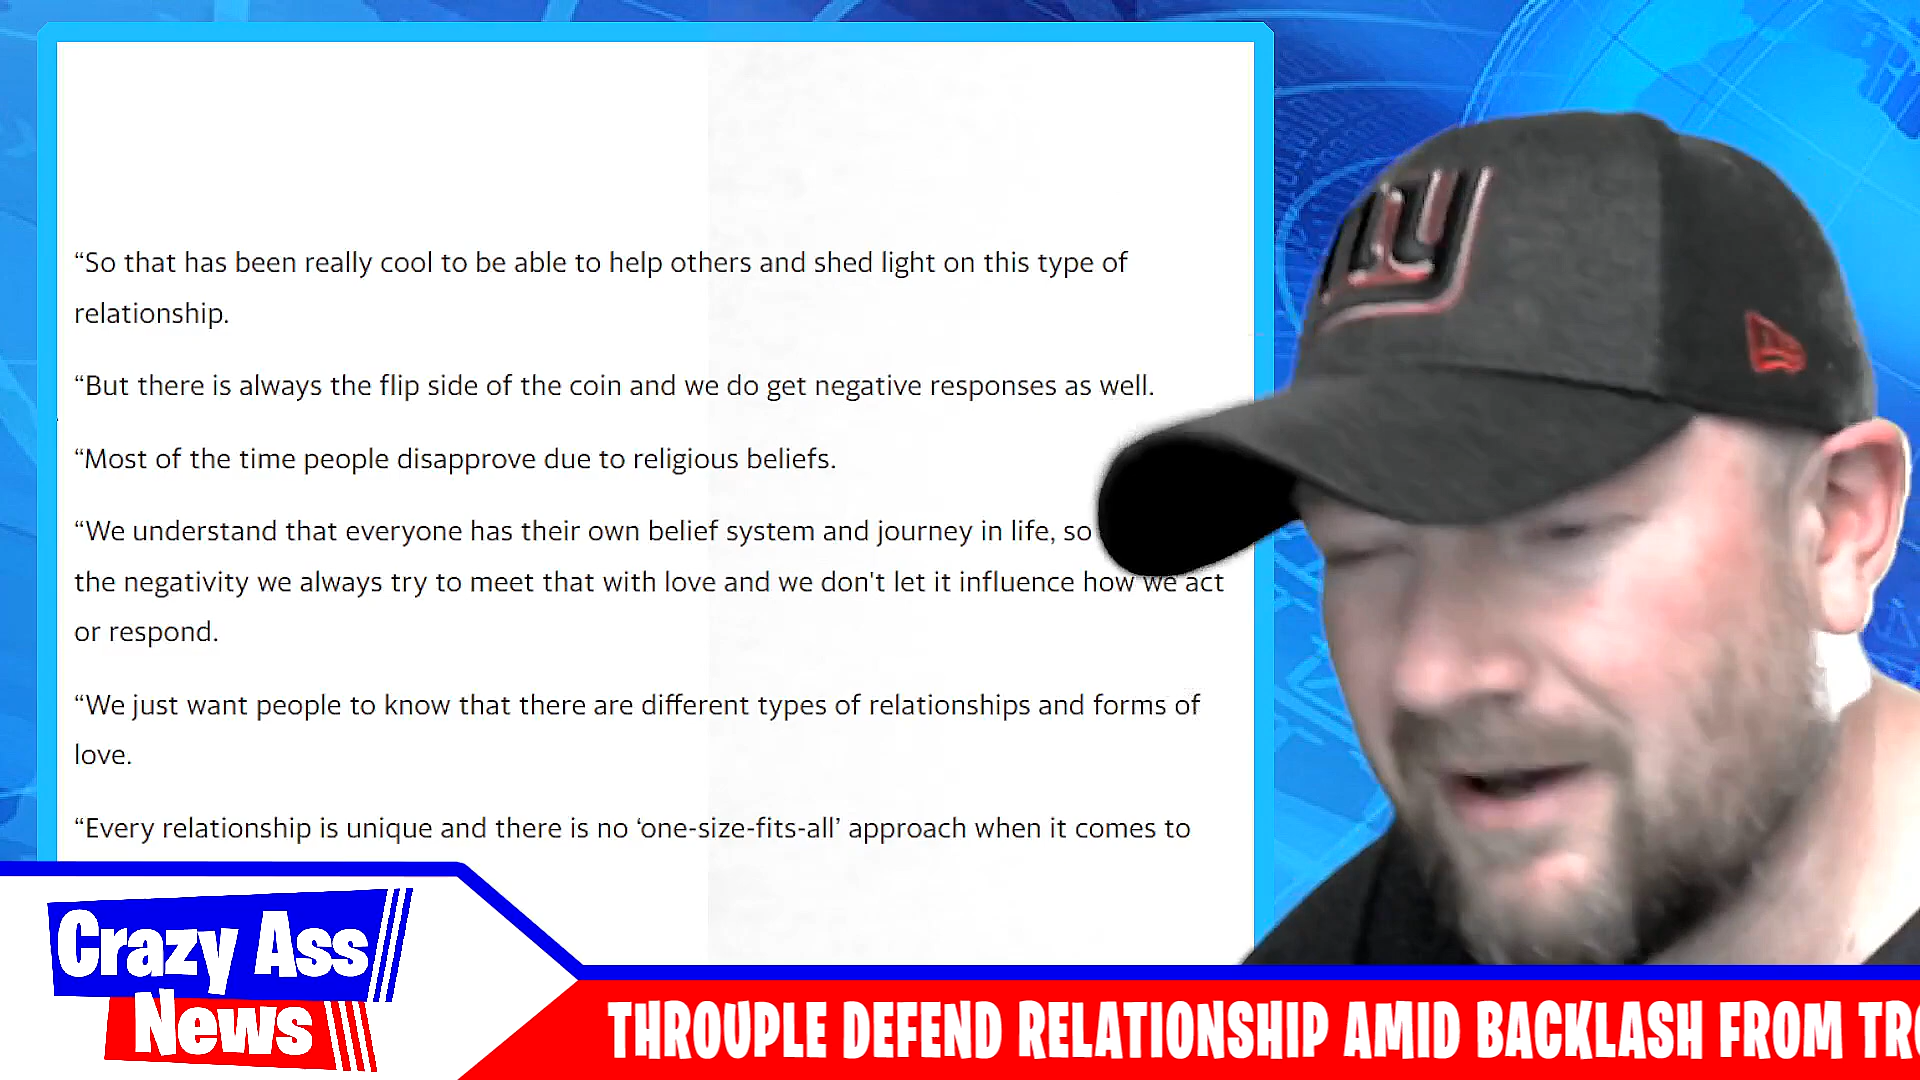 “So that has been really cool to be able to help others and shed light on this type of
relationship.
“But there is always the flip side of the coin and we do get negative responses as well.
“Most of the time people disapprove due to religious beliefs.
“We understand that everyone has their own belief system and journey in life, so
the negativity we always try to meet that with love and we don't let it influence how we act
or respond.
“We just want people to know that there are different types of relationships and forms of
love.
“Every relationship is unique and there is no ‘one-size-fits-all’ approach when it comes to
ny
Crazy Ass
News
THROUPLE DEFEND RELATIONSHIP AMID BACKLASH FROM